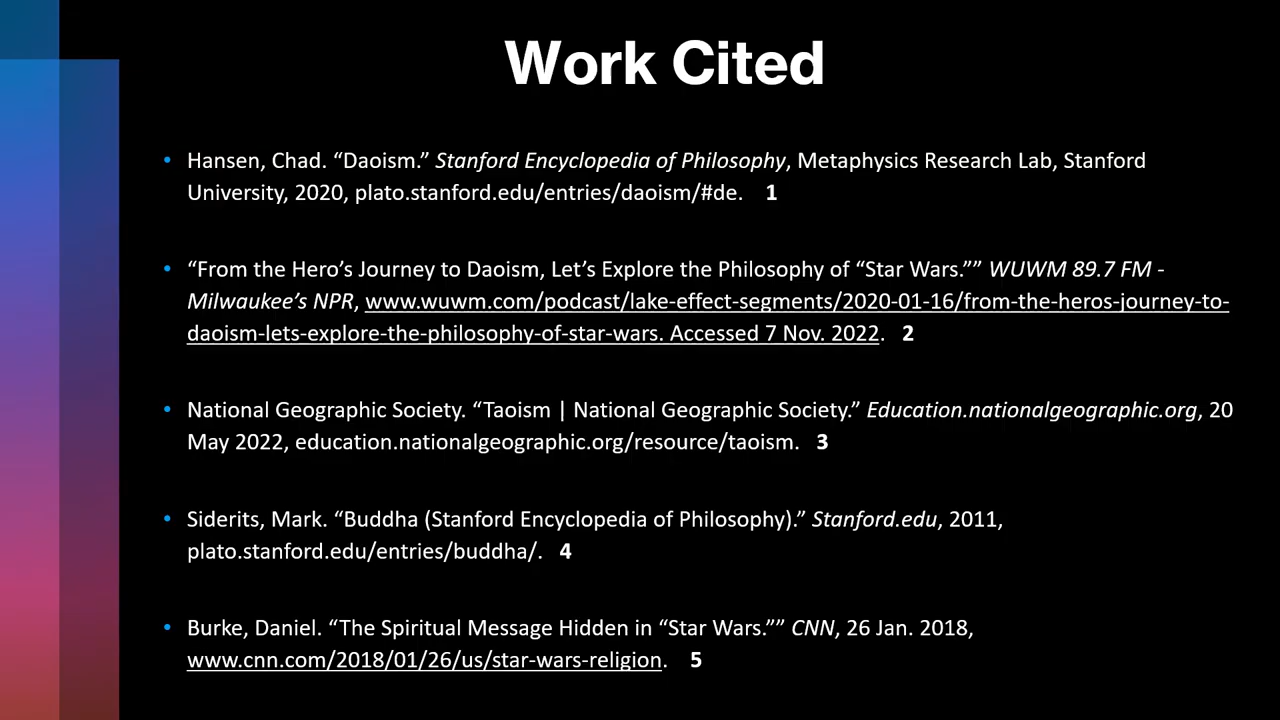 Work Cited
• Hansen, Chad. “Daoism.” Stanford Encyclopedia of Philosophy, Metaphysics Research Lab, Stanford
University, 2020, plato.stanford.edu/entries/daoism/#de. 1
• “From the Hero’s Journey to Daoism, Let’s Explore the Philosophy of “Star Wars.”” WUWM 89.7 FM -
Milwaukee’s NPR, www.wuwm.com/podcast/lake-effect-segments/2020-01-16/from-the-heros-journey-to-
daoism-lets-explore-the-philosophy-of-star-wars. Accessed 7 Nov. 2022. 2
• National Geographic Society. “Taoism | National Geographic Society.” Education.nationalgeographic.org, 20
May 2022, education.nationalgeographic.org/resource/taoism. 3
• Siderits, Mark. “Buddha (Stanford Encyclopedia of Philosophy).” Stanford.edu, 2011,
plato.stanford.edu/entries/buddha/. 4
• Burke, Daniel. “The Spiritual Message Hidden in “Star Wars.”” CNN, 26 Jan. 2018,
www.cnn.com/2018/01/26/us/star-wars-religion. 5